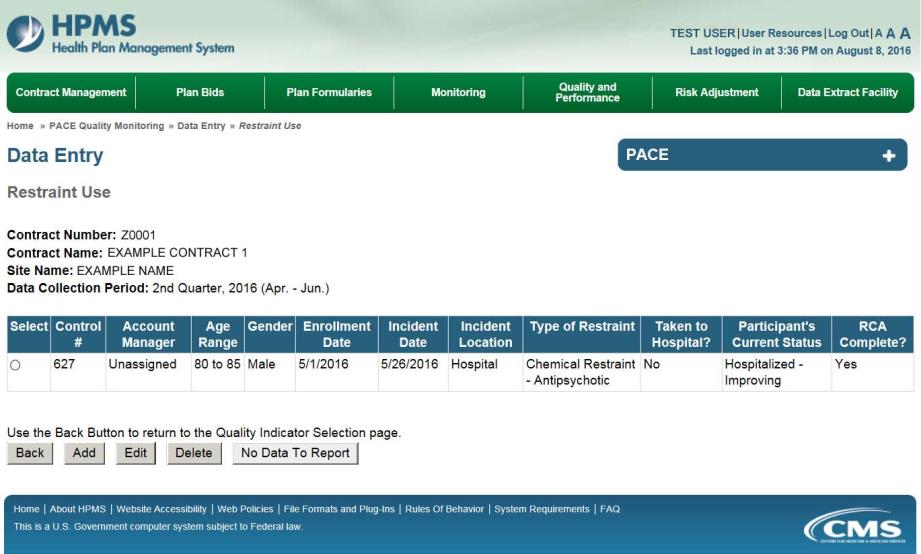 HPMS
Health Plan Management System
TEST USER|User Resources|Log Out|A A A
Last logged in at 3:36 PM on August 8, 2016
Contract Management Plan Bids Plan Formularies Monitoring Quality and Performance Risk Adjustment Data Extract Facility
Home » PACE Quality Monitoring » Data Entry » Restraint Use
Data Entry
PACE +
Restraint Use
Contract Number: Z0001
Contract Name: EXAMPLE CONTRACT 1
Site Name: EXAMPLE NAME
Data Collection Period: 2nd Quarter, 2016 (Apr. - Jun.)
Select Control # Account Manager Age Range Gender Enrollment Date Incident Date Incident Location Type of Restraint Taken to Hospital? Participant's Current Status RCA Complete?
627 Unassigned 80 to 85 Male 5/1/2016 5/26/2016 Hospital Chemical Restraint - Antipsychotic No Hospitalized - Improving Yes
Use the Back Button to return to the Quality Indicator Selection page.
Back Add Edit Delete No Data To Report
Home | About HPMS | Website Accessibility | Web Policies | File Formats and Plug-Ins | Rules Of Behavior | System Requirements | FAQ
This is a U.S. Government computer system subject to Federal law.
CMS
CENTERS FOR MEDICARE & MEDICAID SERVICES